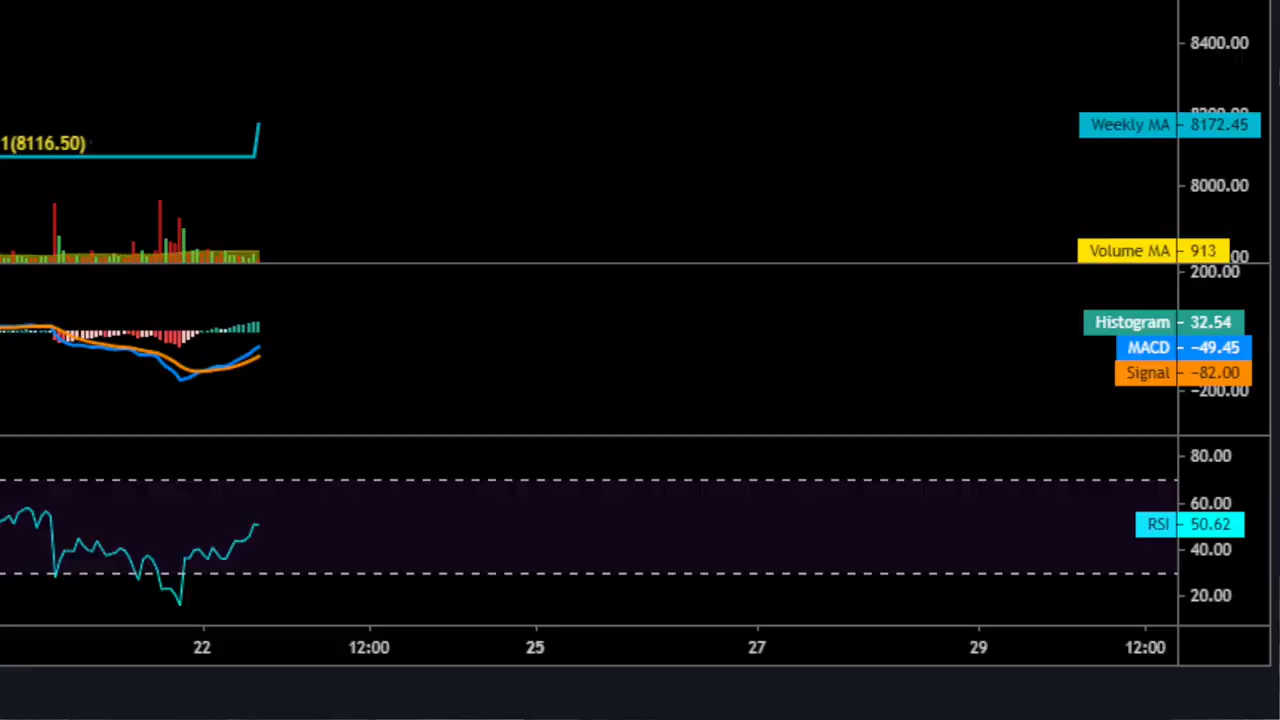 8400.00
Weekly MA 8172.45
1(8116.50)
8000.00
Volume MA 913
00
200.00
Histogram 32.54
MACD −49.45
Signal −82.00
−200.00
80.00
60.00
RSI 50.62
40.00
20.00
22 12:00 25 27 29 12:00